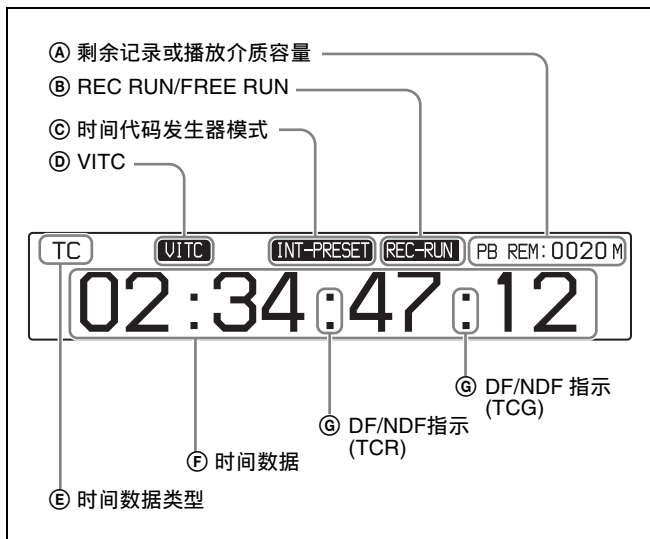 Ⓐ 剩余记录或播放介质容量
Ⓑ REC RUN/FREE RUN
Ⓒ 时间代码发生器模式
Ⓓ VITC
TC VITC INT-PRESET REC-RUN PB REM:0020 M
02:34:47:12
Ⓖ DF/NDF 指示
(TCG)
Ⓖ DF/NDF指示
(TCR)
Ⓕ 时间数据
Ⓔ 时间数据类型